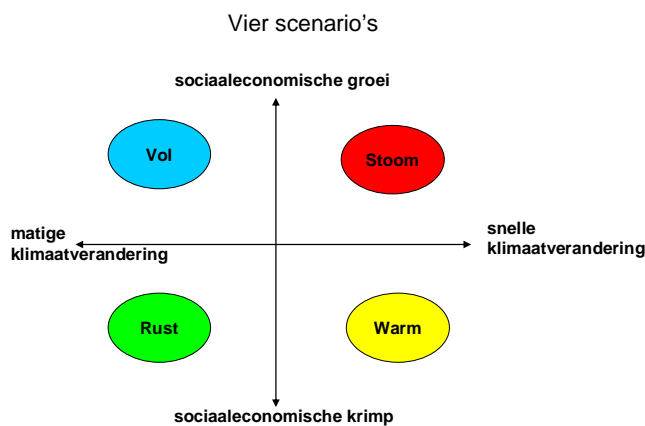 Vier scenario's
sociaaleconomische groei
Vol
Stoom
matige
klimaatverandering
snelle
klimaatverandering
Rust
Warm
sociaaleconomische krimp